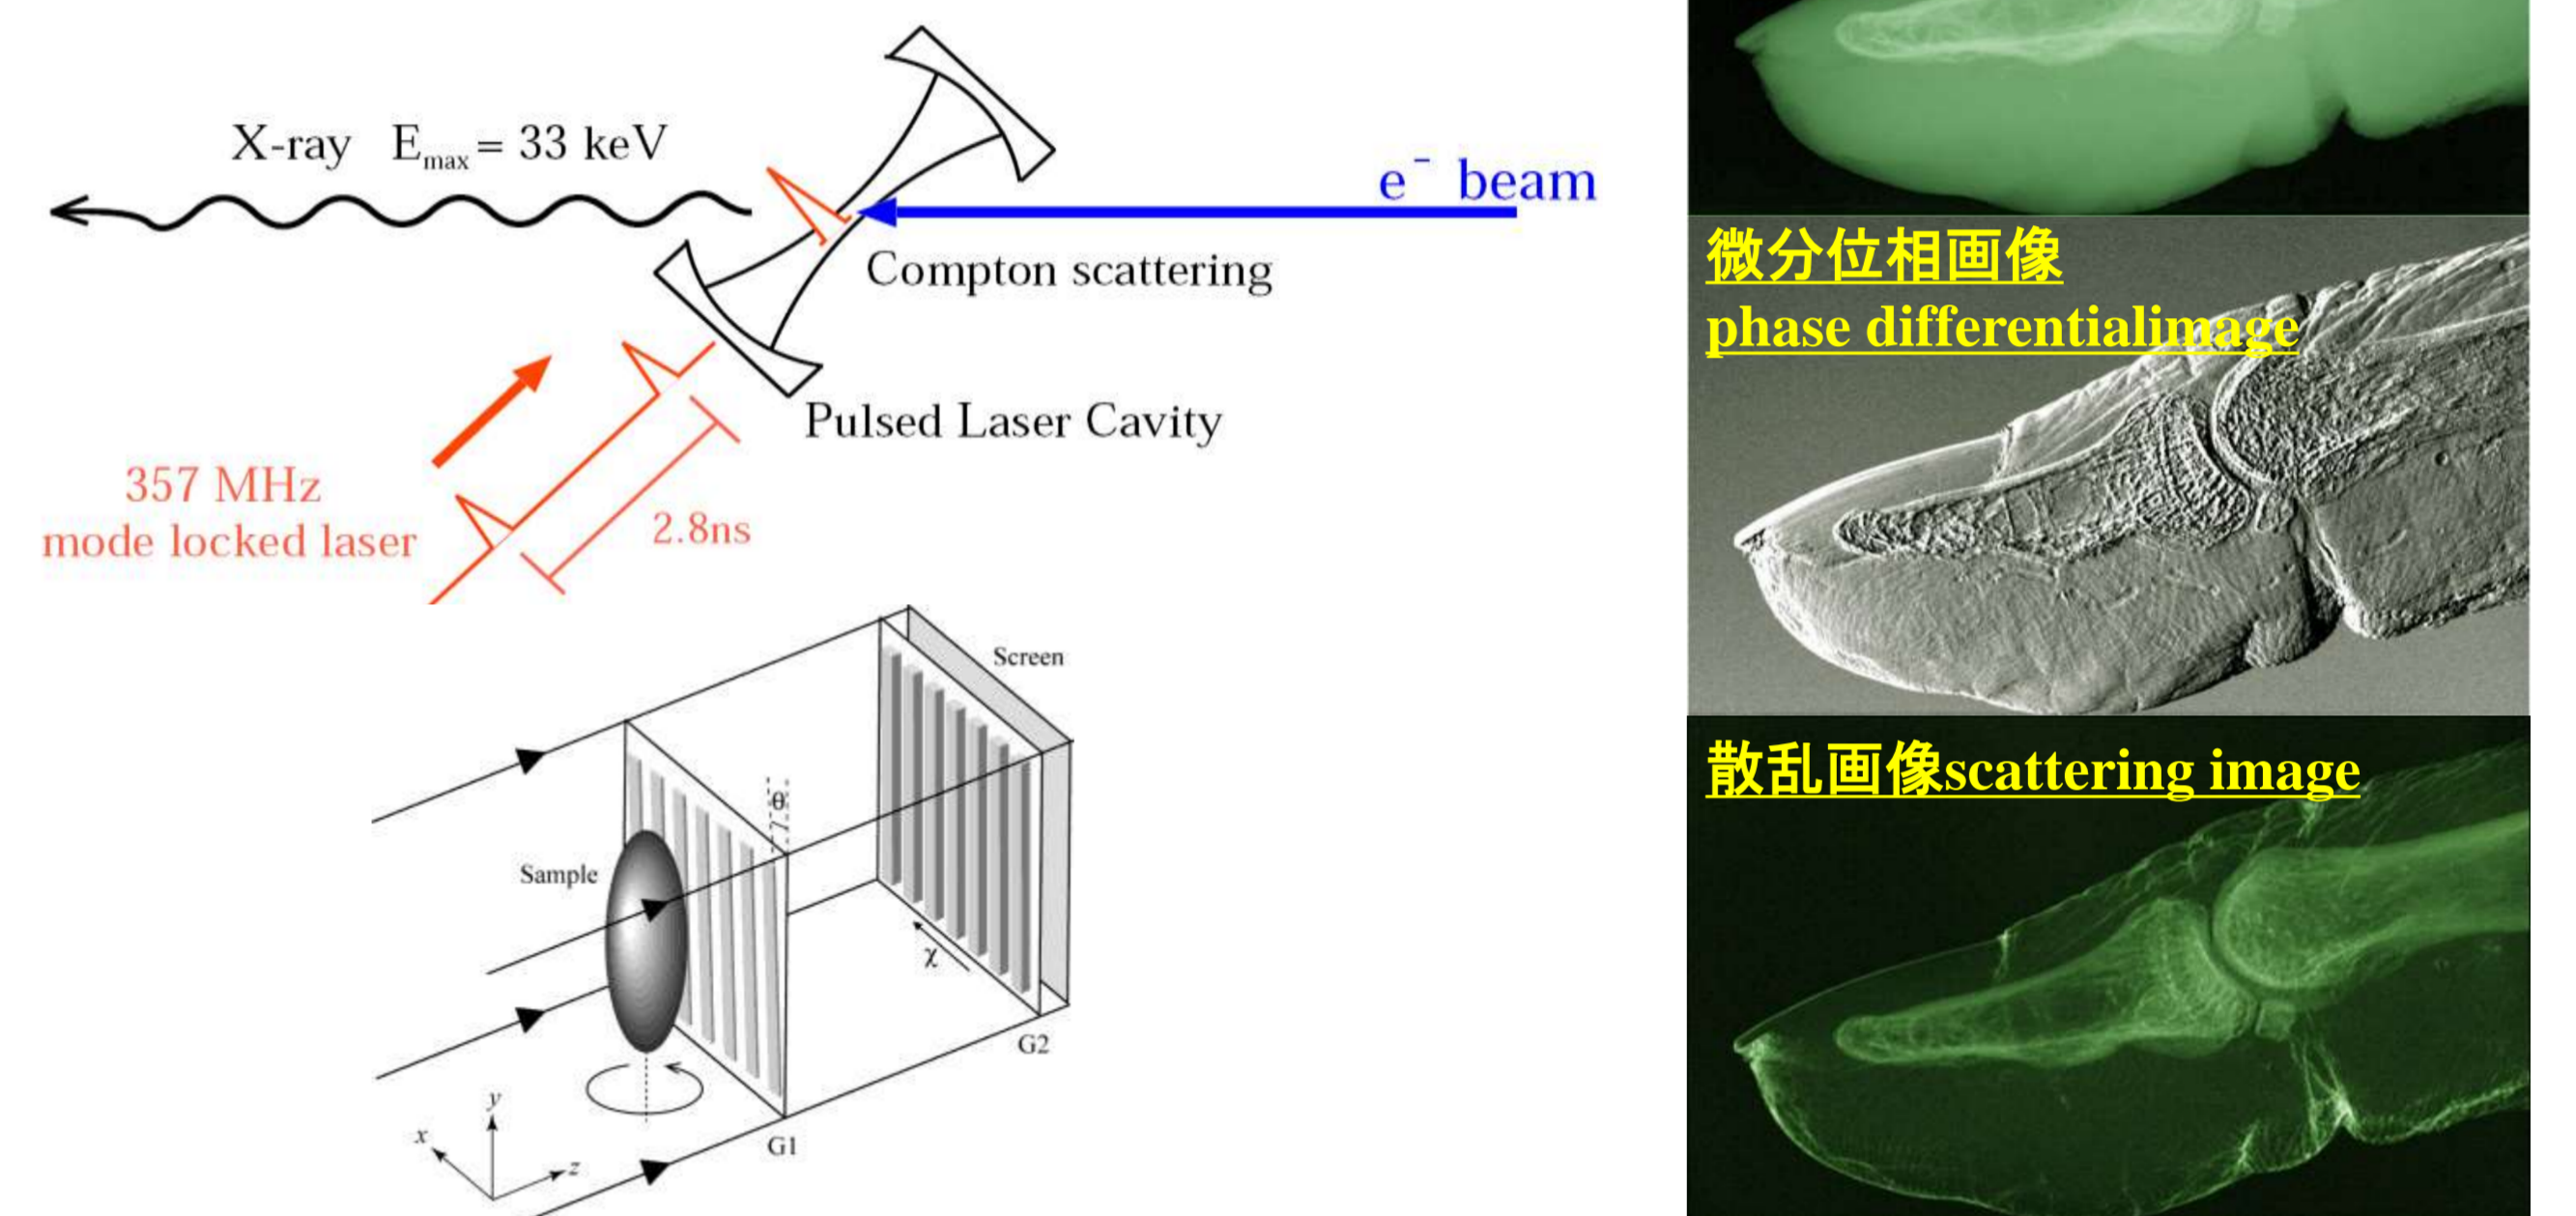 X-ray Emax = 33 keV
e⁻ beam
Compton scattering
Pulsed Laser Cavity
357 MHz
mode locked laser
2.8ns
Screen
θ
Sample
χ
G2
y
x
z
G1
微分位相画像
phase differentialimage
散乱画像scattering image